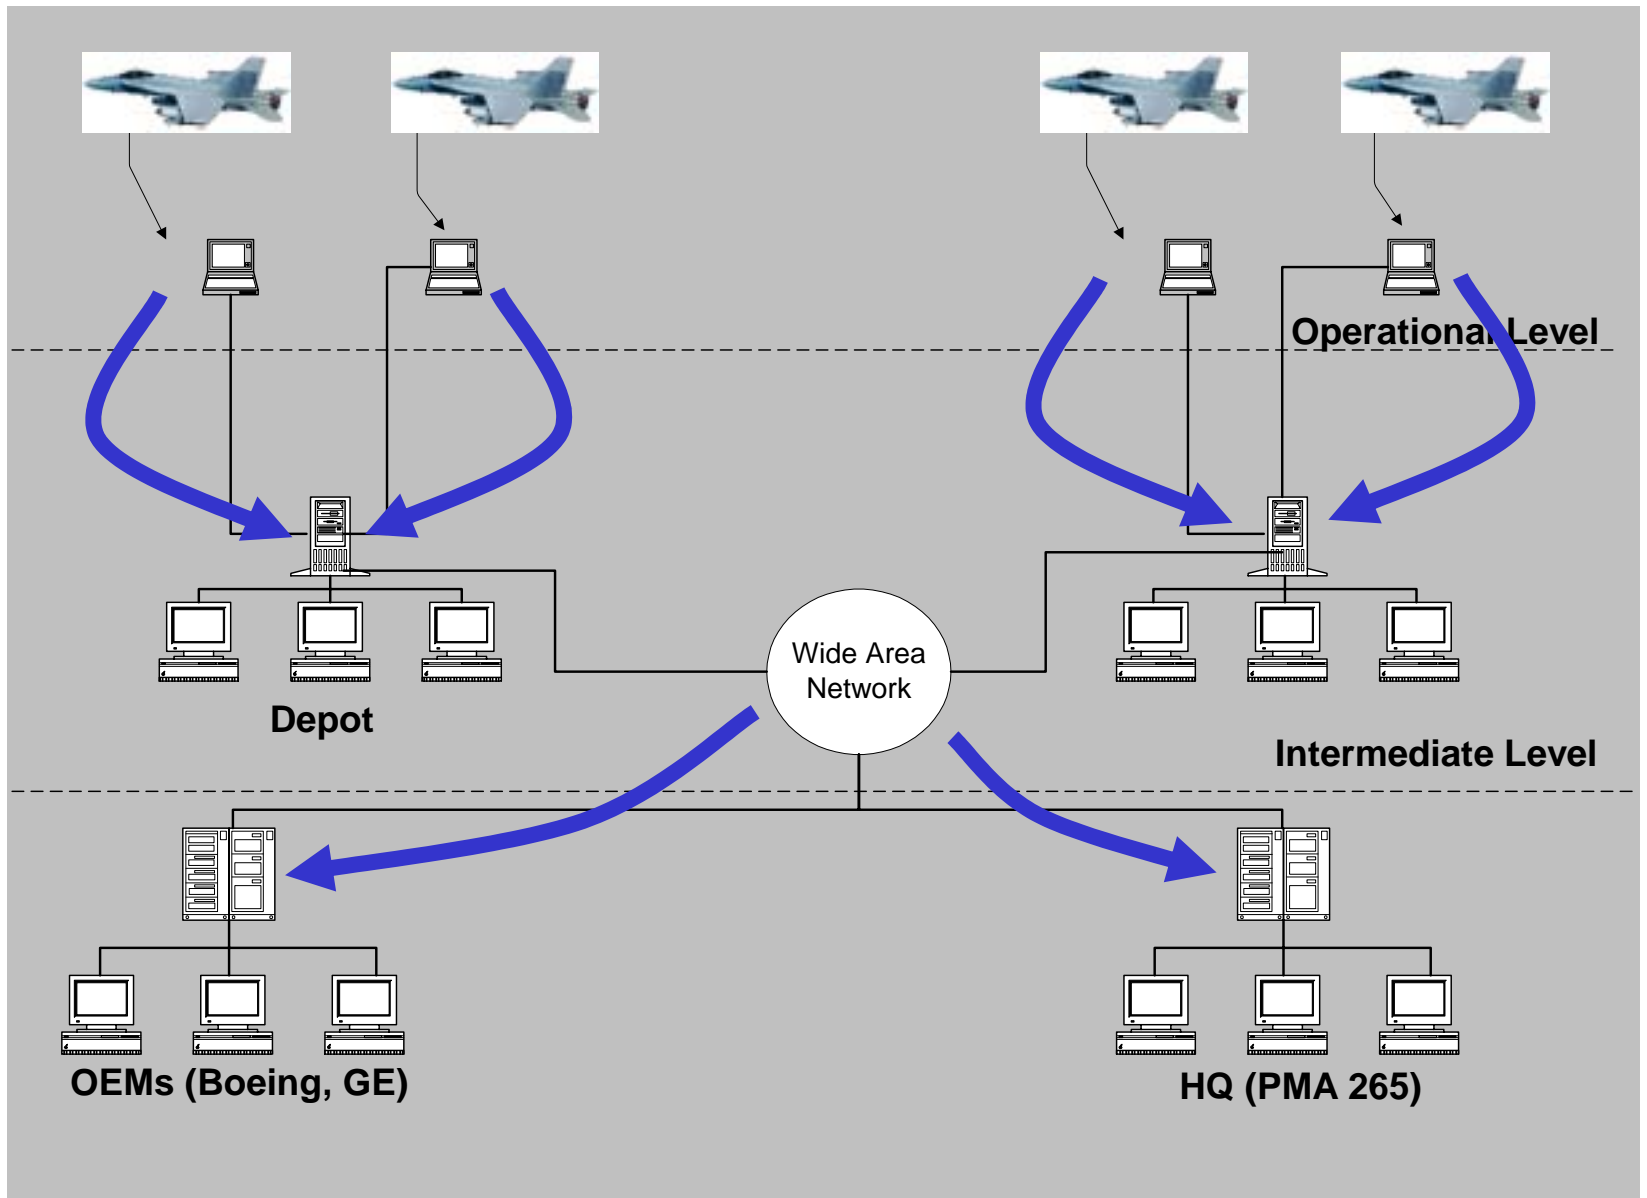 Operational Level
Wide Area
Network
Depot
Intermediate Level
OEMs (Boeing, GE)
HQ (PMA 265)